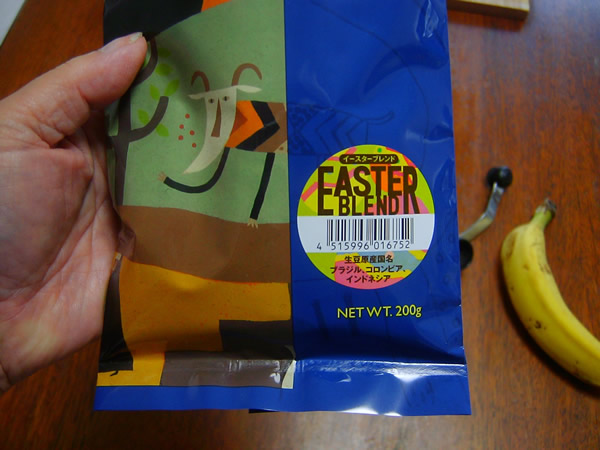 イースターブレンド
EASTER
BLEND
4 515996 016752
生豆原産国名
ブラジル、コロンビア、
インドネシア
NET WT. 200g